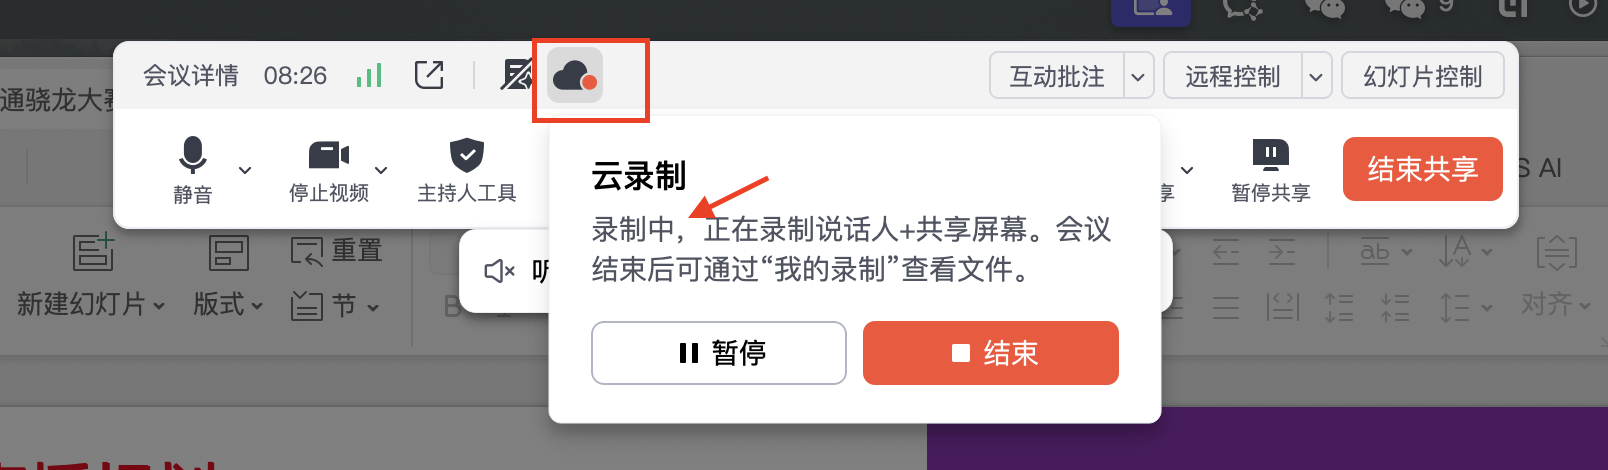 9
会议详情 08:26
互动批注
远程控制
幻灯片控制
通骁龙大赛
静音
停止视频
主持人工具
享
暂停共享
结束共享
S AI
云录制
录制中，正在录制说话人+共享屏幕。会议
结束后可通过“我的录制”查看文件。
暂停
结束
听
重置
新建幻灯片
版式
节
B
ab
A
对齐